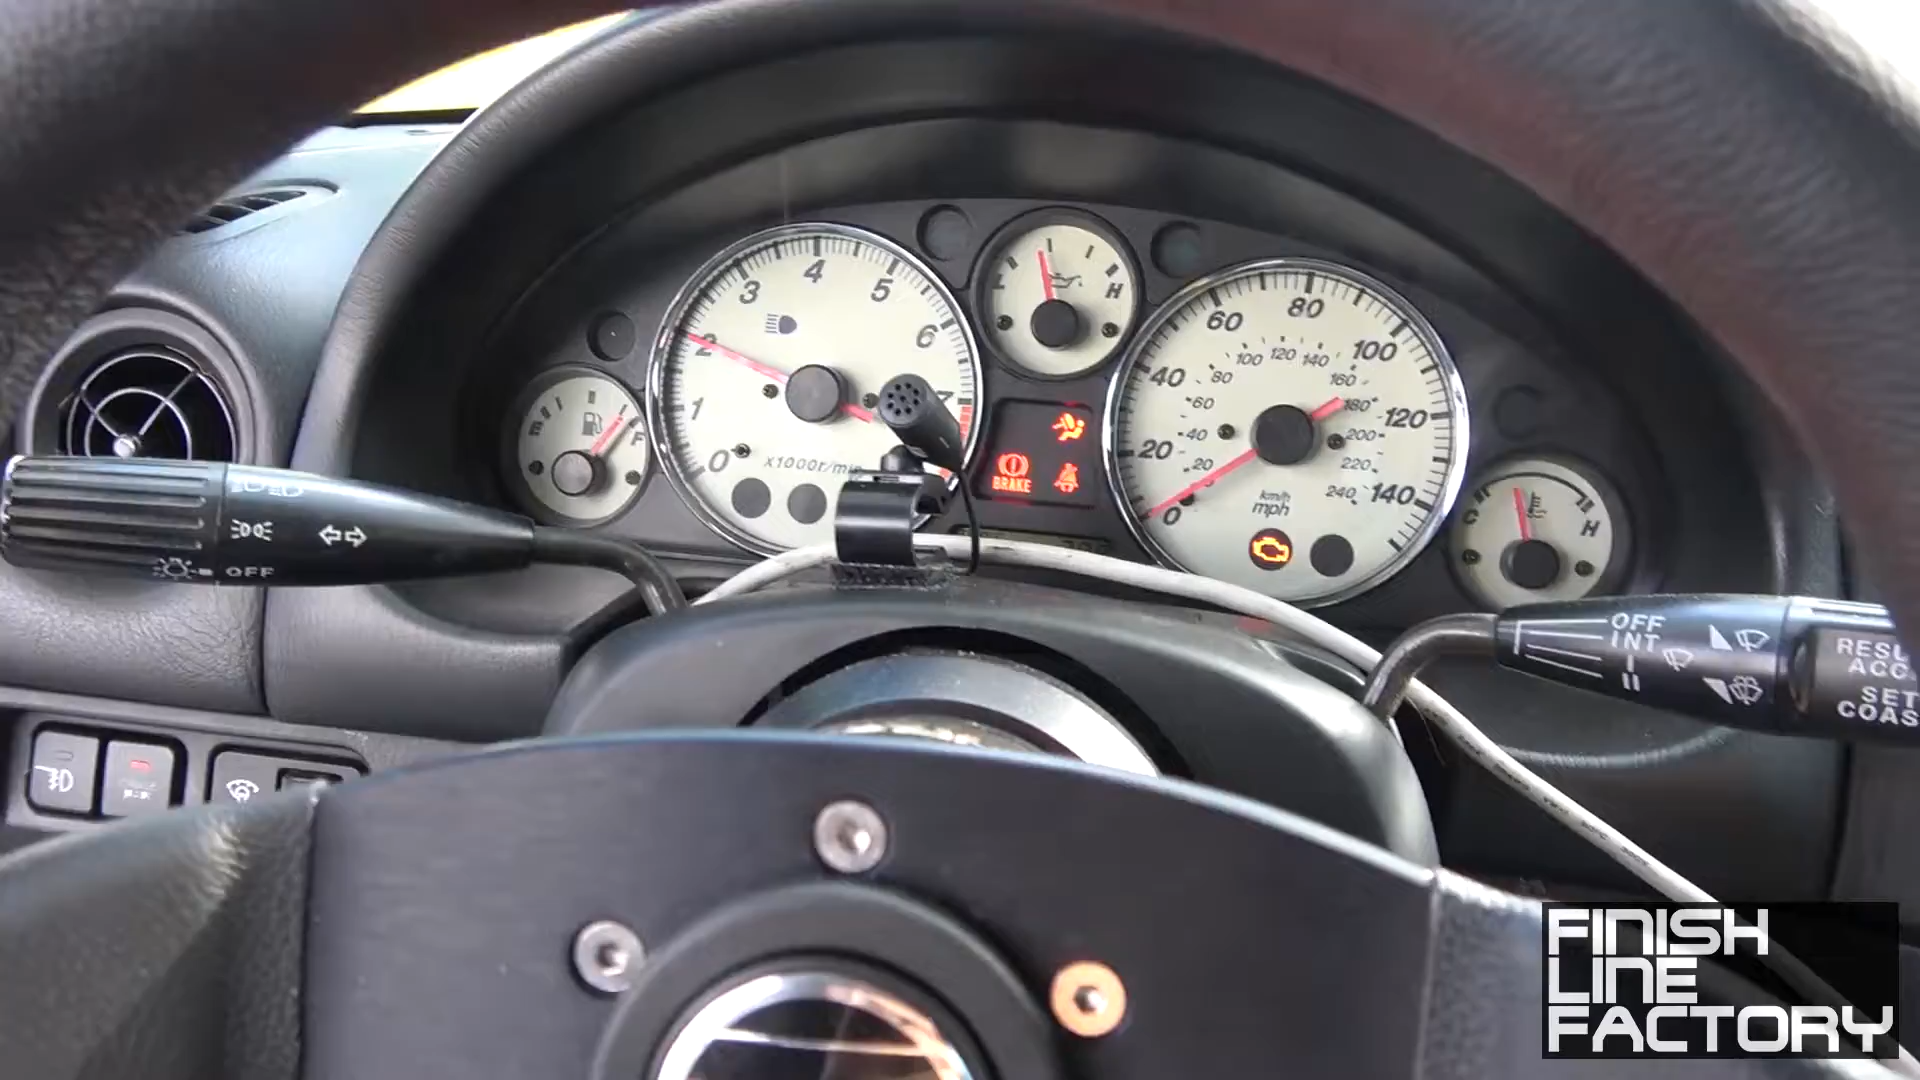 0
1
2
3
4
5
6
7
x1000r/min
E
F
L
H
BRAKE
0
20
40
60
80
100
120
140
20
40
60
80
100
120
140
160
180
200
220
240
km/h
mph
C
H
OFF
OFF
INT
I
II
RESU
ACC
SET
COAS
FINISH
LINE
FACTORY